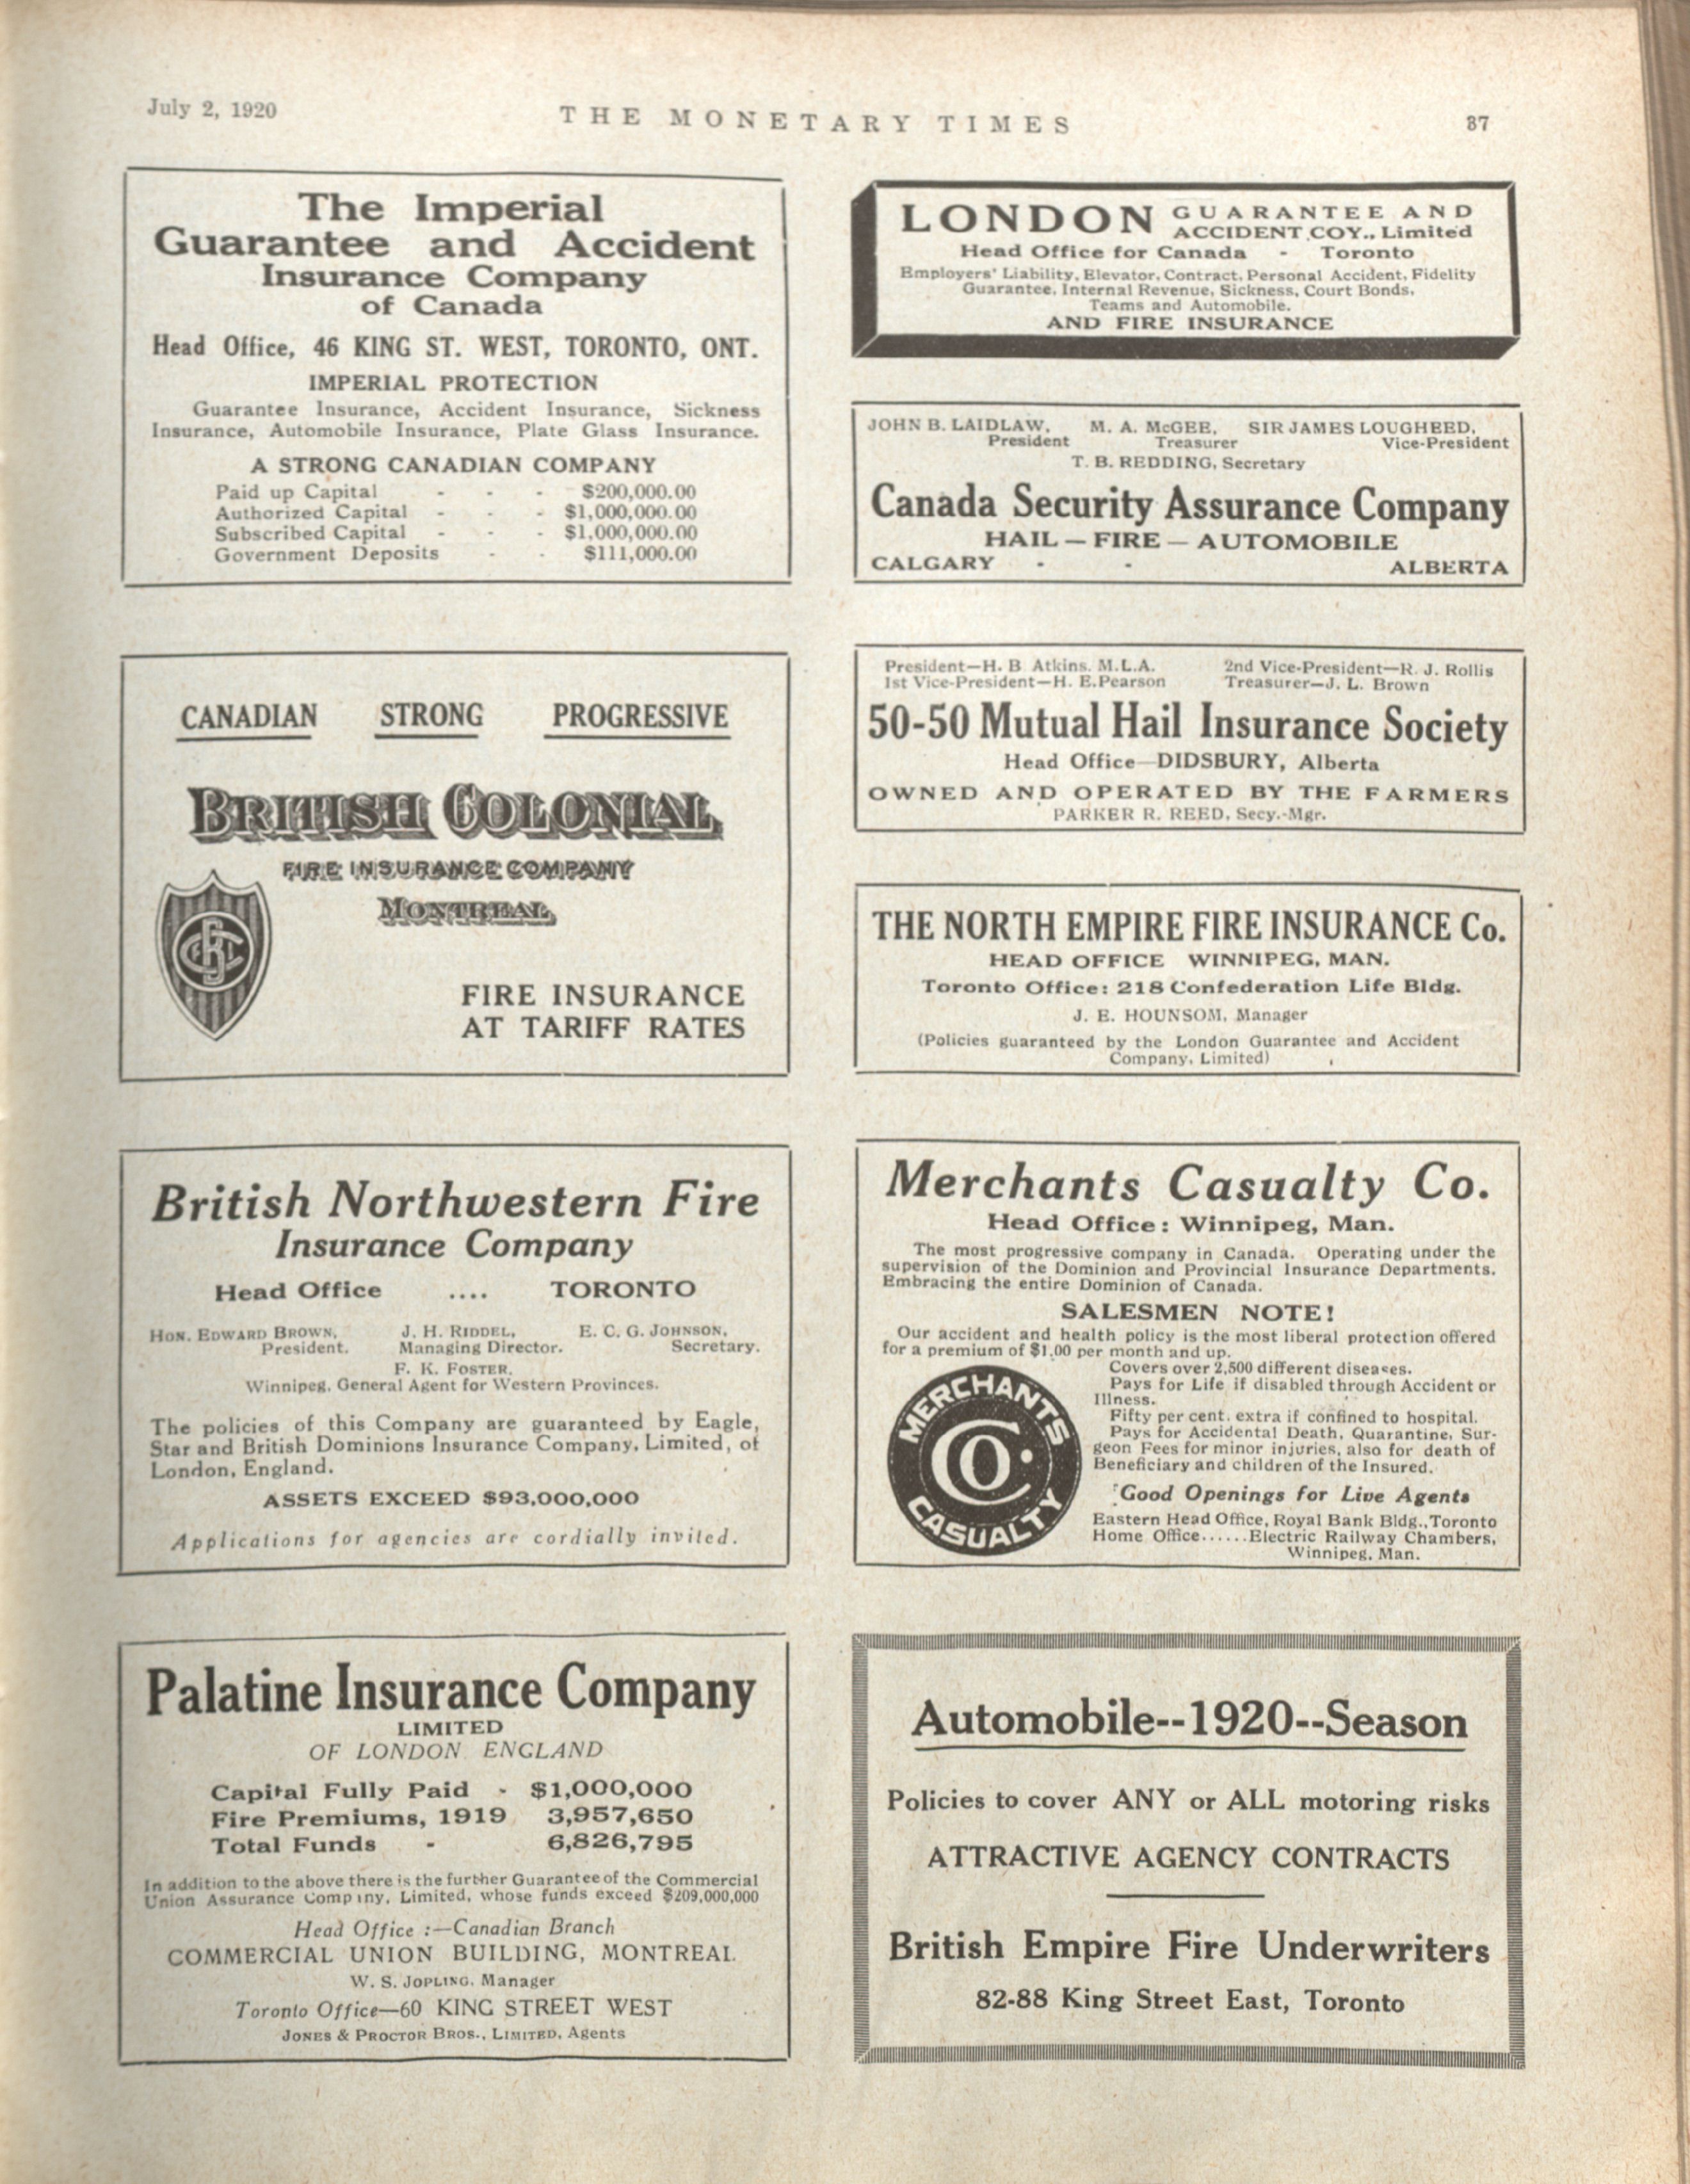 July 2, 1920
THE MONETARY TIMES
37
The Imperial
Guarantee and Accident
Insurance Company
of Canada
Head Office, 46 KING ST. WEST, TORONTO, ONT.
IMPERIAL PROTECTION
Guarantee Insurance, Accident Insurance, Sickness
Insurance, Automobile Insurance, Plate Glass Insurance.
A STRONG CANADIAN COMPANY
Paid up Capital - - - $200,000.00
Authorized Capital - - - $1,000,000.00
Subscribed Capital - - - $1,000,000.00
Government Deposits - - $111,000.00
CANADIAN STRONG PROGRESSIVE
BRITISH COLONIAL
FIRE INSURANCE COMPANY
MONTREAL
FIRE INSURANCE
AT TARIFF RATES
British Northwestern Fire
Insurance Company
Head Office .... TORONTO
HON. EDWARD BROWN, J. H. RIDDEL, E. C. G. JOHNSON,
President. Managing Director. Secretary.
F. K. FOSTER,
Winnipeg, General Agent for Western Provinces.
The policies of this Company are guaranteed by Eagle,
Star and British Dominions Insurance Company, Limited, of
London, England.
ASSETS EXCEED $93,000,000
Applications for agencies are cordially invited.
Palatine Insurance Company
LIMITED
OF LONDON ENGLAND
Capital Fully Paid - $1,000,000
Fire Premiums, 1919 3,957,650
Total Funds - 6,826,795
In addition to the above there is the further Guarantee of the Commercial
Union Assurance Company, Limited, whose funds exceed $209,000,000
Head Office :—Canadian Branch
COMMERCIAL UNION BUILDING, MONTREAL
W. S. JOPLING, Manager
Toronto Office—60 KING STREET WEST
JONES & PROCTOR BROS., LIMITED, Agents
LONDON GUARANTEE AND
ACCIDENT COY., Limited
Head Office for Canada - Toronto
Employers' Liability, Elevator, Contract, Personal Accident, Fidelity
Guarantee, Internal Revenue, Sickness, Court Bonds,
Teams and Automobile.
AND FIRE INSURANCE
JOHN B. LAIDLAW, M. A. McGEE, SIR JAMES LOUGHEED,
President Treasurer Vice-President
T. B. REDDING, Secretary
Canada Security Assurance Company
HAIL — FIRE — AUTOMOBILE
CALGARY - - ALBERTA
President—H. B Atkins. M.L.A. 2nd Vice-President—R. J. Rollis
1st Vice-President—H. E. Pearson Treasurer—J. L. Brown
50-50 Mutual Hail Insurance Society
Head Office—DIDSBURY, Alberta
OWNED AND OPERATED BY THE FARMERS
PARKER R. REED, Secy.-Mgr.
THE NORTH EMPIRE FIRE INSURANCE Co.
HEAD OFFICE WINNIPEG, MAN.
Toronto Office: 218 Confederation Life Bldg.
J. E. HOUNSOM, Manager
(Policies guaranteed by the London Guarantee and Accident
Company, Limited)
Merchants Casualty Co.
Head Office: Winnipeg, Man.
The most progressive company in Canada. Operating under the
supervision of the Dominion and Provincial Insurance Departments.
Embracing the entire Dominion of Canada.
SALESMEN NOTE!
Our accident and health policy is the most liberal protection offered
for a premium of $1.00 per month and up.
Covers over 2,500 different diseases.
Pays for Life if disabled through Accident or
Illness.
Fifty per cent. extra if confined to hospital.
Pays for Accidental Death, Quarantine, Sur-
geon Fees for minor injuries, also for death of
Beneficiary and children of the Insured.
Good Openings for Live Agents
Eastern Head Office, Royal Bank Bldg., Toronto
Home Office......Electric Railway Chambers,
Winnipeg, Man.
MERCHANTS
CO.
CASUALTY
Automobile--1920--Season
Policies to cover ANY or ALL motoring risks
ATTRACTIVE AGENCY CONTRACTS
British Empire Fire Underwriters
82-88 King Street East, Toronto